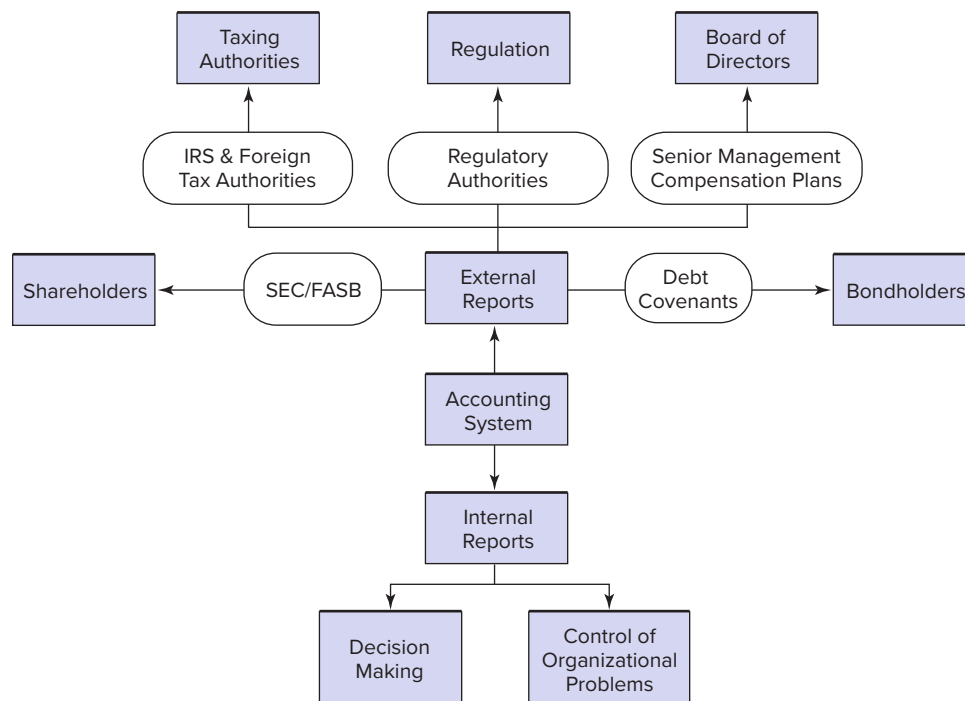 Taxing
Authorities
Regulation
Board of
Directors
IRS & Foreign
Tax Authorities
Regulatory
Authorities
Senior Management
Compensation Plans
Shareholders
SEC/FASB
External
Reports
Debt
Covenants
Bondholders
Accounting
System
Internal
Reports
Decision
Making
Control of
Organizational
Problems